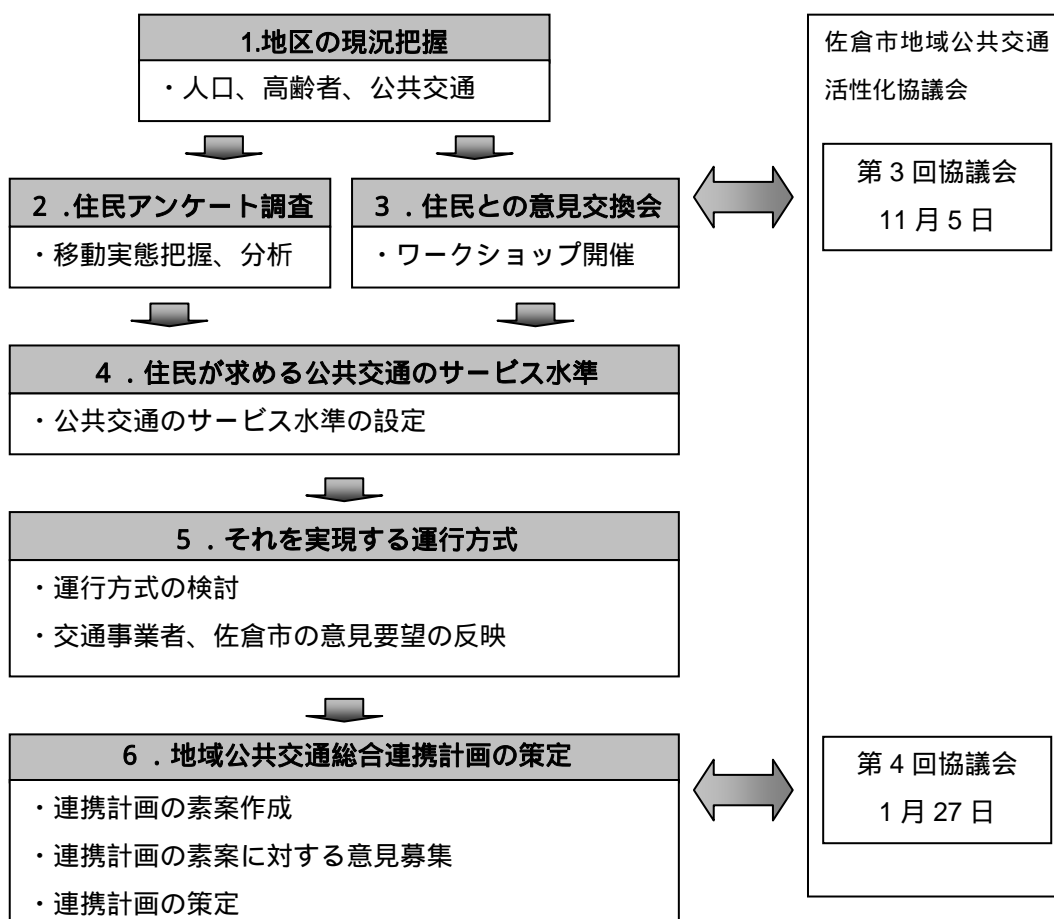 1.地区の現況把握
・人口、高齢者、公共交通
2 .住民アンケート調査
・移動実態把握、分析
3 . 住民との意見交換会
・ワークショップ開催
4 . 住民が求める公共交通のサービス水準
・公共交通のサービス水準の設定
5 . それを実現する運行方式
・運行方式の検討
・交通事業者、佐倉市の意見要望の反映
6 . 地域公共交通総合連携計画の策定
・連携計画の素案作成
・連携計画の素案に対する意見募集
・連携計画の策定
佐倉市地域公共交通
活性化協議会
第 3 回協議会
11 月 5 日
第 4 回協議会
1 月 27 日